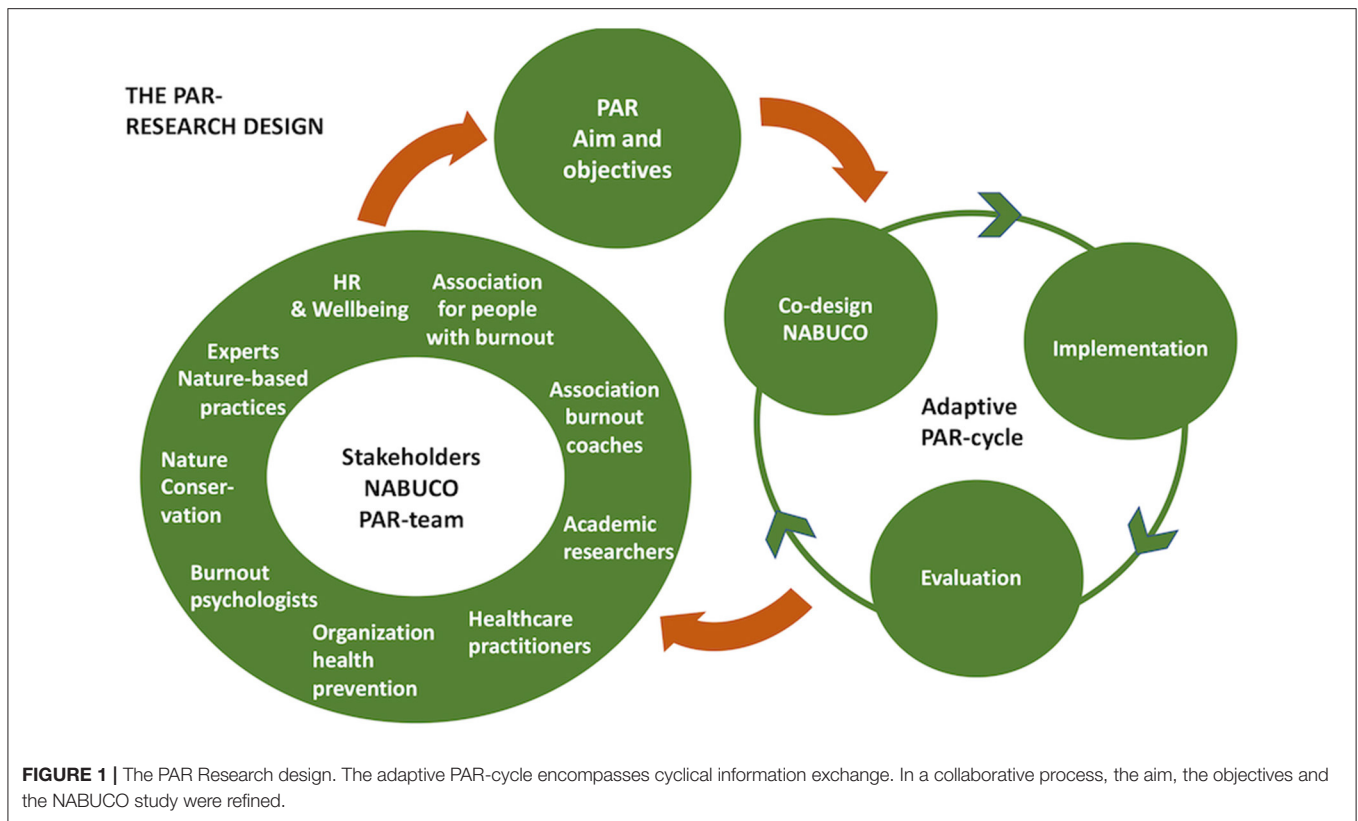 THE PAR-
RESEARCH DESIGN
PAR
Aim and
objectives
HR
& Wellbeing
Association
for people
with burnout
Experts
Nature-based
practices
Association
burnout
coaches
Nature
Conser-
vation
Stakeholders
NABUCO
PAR-team
Academic
researchers
Burnout
psychologists
Organization
health
prevention
Healthcare
practitioners
Co-design
NABUCO
Implementation
Adaptive
PAR-cycle
Evaluation
FIGURE 1 | The PAR Research design. The adaptive PAR-cycle encompasses cyclical information exchange. In a collaborative process, the aim, the objectives and
the NABUCO study were refined.